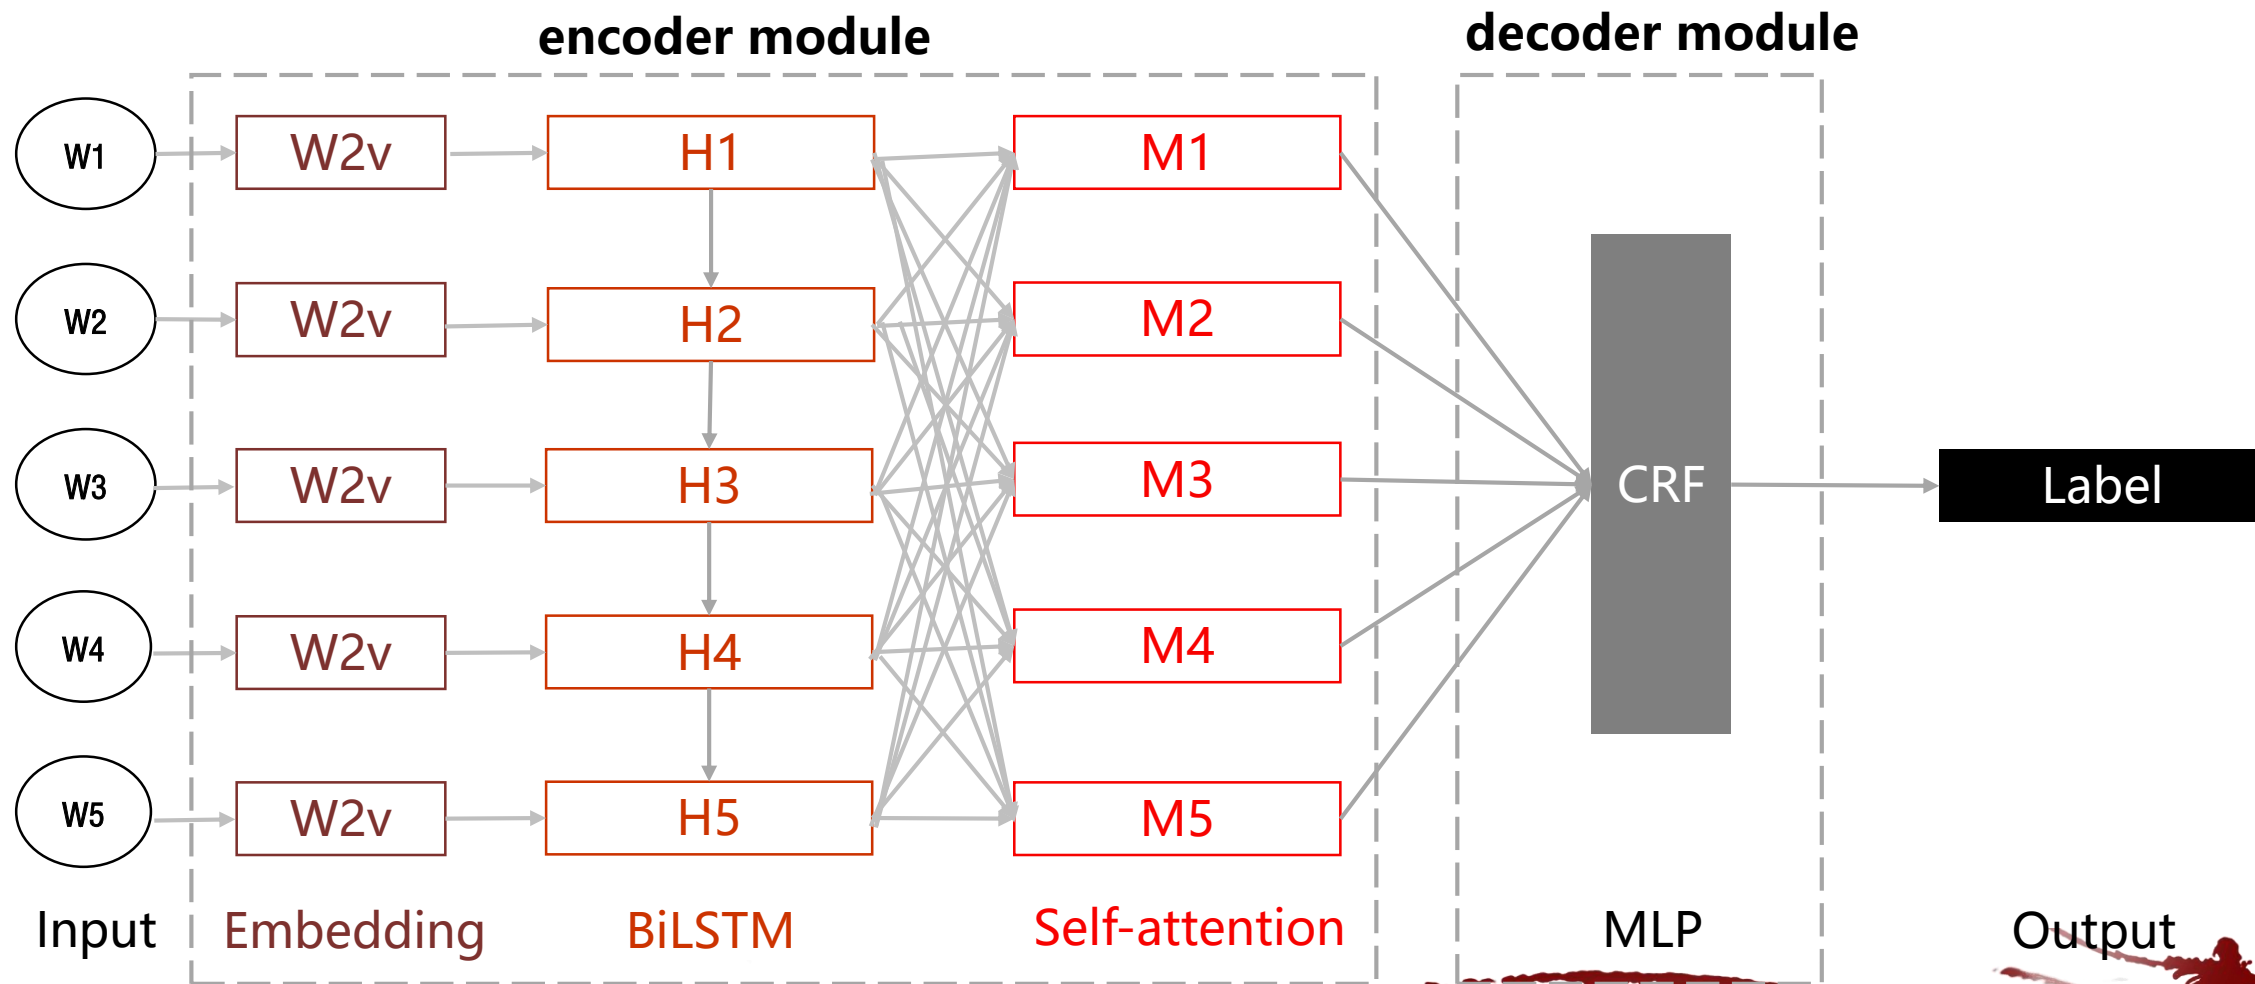 encoder module
decoder module
W1 W2v H1 M1
W2 W2v H2 M2
W3 W2v H3 M3 CRF Label
W4 W2v H4 M4
W5 W2v H5 M5
Input Embedding BiLSTM Self-attention MLP Output